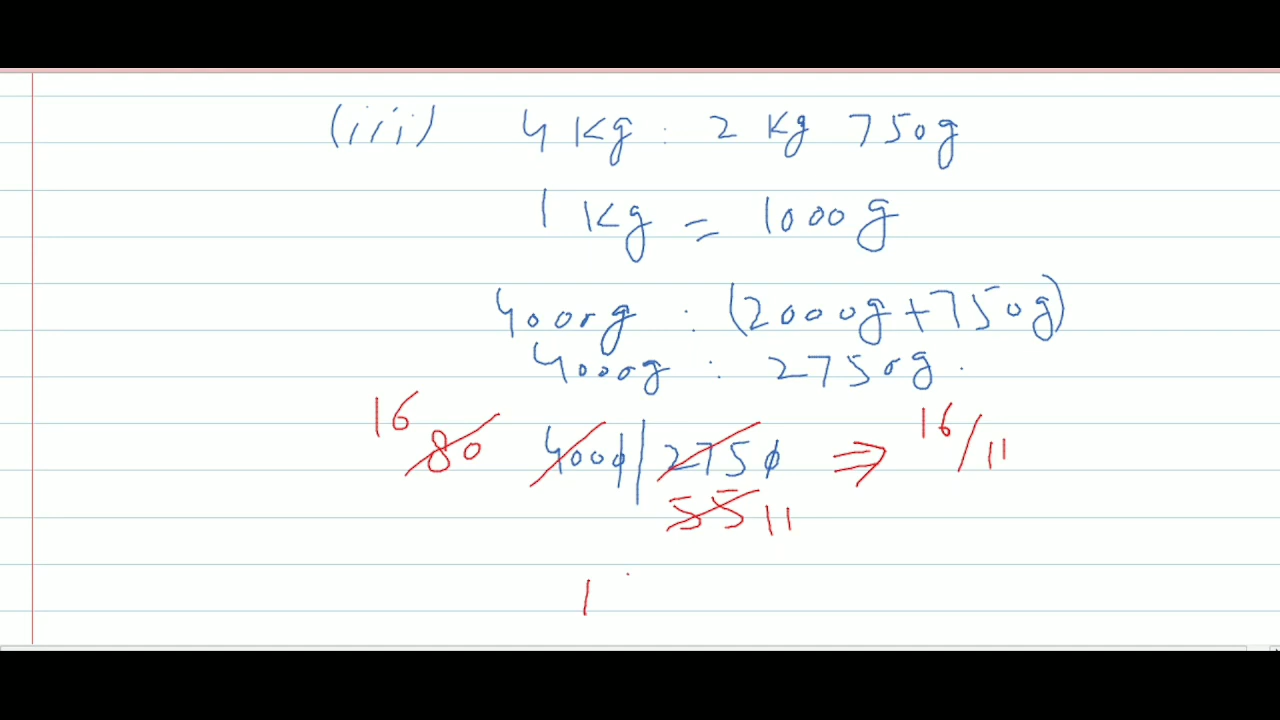 (iii) 4 Kg : 2 Kg 750g
1 Kg = 1000g
4000g : (2000g+750g)
4000g : 2750g.
16 80 4000/2750 ⇒ 16/11
55 11
1